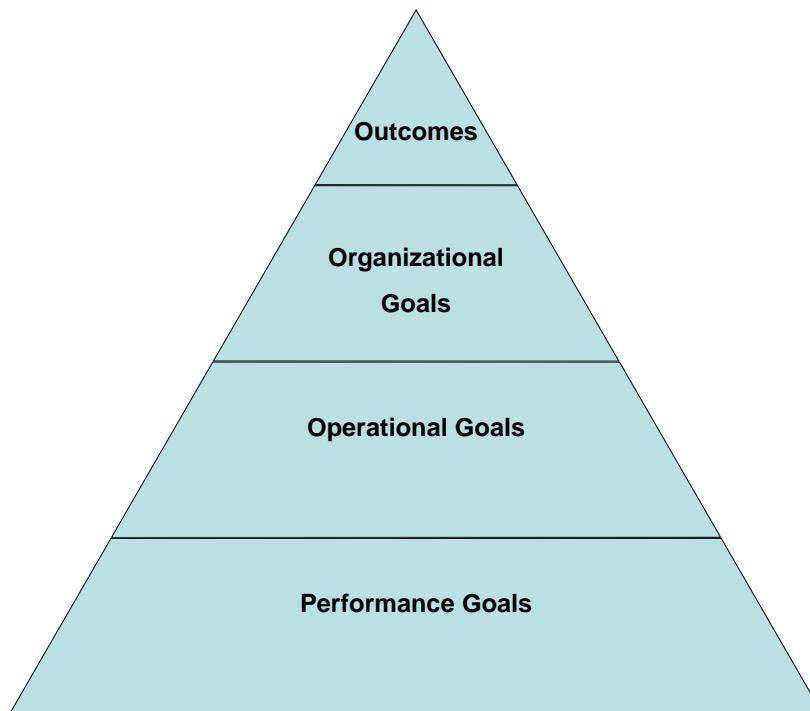 Outcomes
Organizational
Goals
Operational Goals
Performance Goals